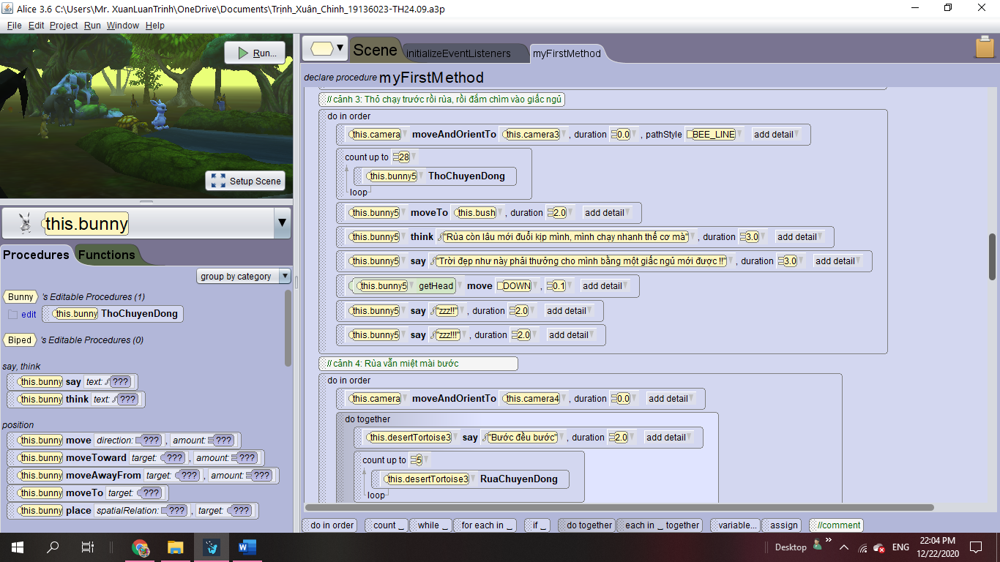 Alice 3.6 C:\Users\Mr. XuanLuanTrinh\OneDrive\Documents\Trịnh_Xuân_Chinh_19136023-TH24.09.a3p
File Edit Project Run Window Help
Run...
Setup Scene
this.bunny
Procedures Functions
group by category
Bunny 's Editable Procedures (1)
edit this.bunny ThoChuyenDong
Biped 's Editable Procedures (0)
say, think
this.bunny say text: ???
this.bunny think text: ???
position
this.bunny move direction: ??? , amount: ???
this.bunny moveToward target: ??? , amount: ???
this.bunny moveAwayFrom target: ??? , amount: ???
this.bunny moveTo target: ???
this.bunny place spatialRelation: ??? , target: ???
Scene initializeEventListeners myFirstMethod
declare procedure myFirstMethod
// cảnh 3: Thỏ chạy trước rồi rùa, rồi đắm chìm vào giấc ngủ
do in order
this.camera moveAndOrientTo this.camera3 , duration 0.0 , pathStyle BEE_LINE add detail
count up to 28
this.bunny5 ThoChuyenDong
loop
this.bunny5 moveTo this.bush , duration 2.0 add detail
this.bunny5 think "Rùa còn lâu mới đuổi kịp mình, mình chạy nhanh thế cơ mà" , duration 3.0 add detail
this.bunny5 say "Trời đẹp như này phải thưởng cho mình bằng một giấc ngủ mới được !!" , duration 3.0 add detail
this.bunny5 getHead move DOWN , 0.1 add detail
this.bunny5 say "zzz!!" , duration 2.0 add detail
this.bunny5 say "zzz!!!" , duration 2.0 add detail
// cảnh 4: Rùa vẫn miệt mài bước
do in order
this.camera moveAndOrientTo this.camera4 , duration 0.0 add detail
do together
this.desertTortoise3 say "Bước đều bước" , duration 2.0 add detail
count up to 5
this.desertTortoise3 RuaChuyenDong
loop
do in order count _ while _ for each in _ if _ do together each in _ together variable... assign //comment
Desktop » ENG 22:04 PM
12/22/2020